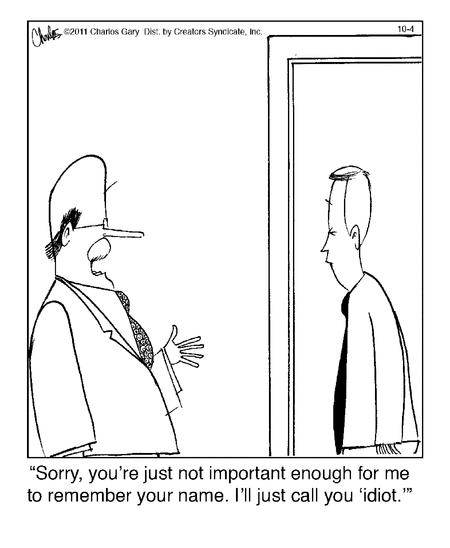 Charles ©2011 Charlos Gary Dist. by Creators Syndicate, Inc. 10-4
“Sorry, you’re just not important enough for me
to remember your name. I’ll just call you ‘idiot.’”